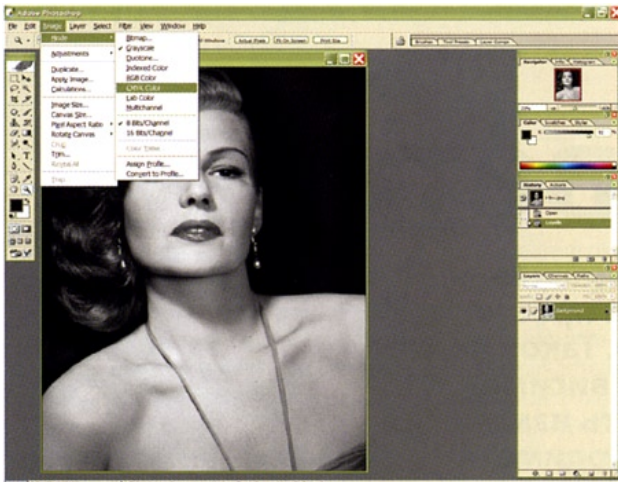 Adobe Photoshop
File Edit Image Layer Select Filter View Window Help
Actual Pixels Fit On Screen Print Size
Brushes Tool Presets Layer Comps
Mode
Adjustments
Duplicate...
Apply Image...
Calculations...
Image Size...
Canvas Size...
Pixel Aspect Ratio
Rotate Canvas
Crop
Trim...
Reveal All
Trap...
Bitmap...
Grayscale
Duotone...
Indexed Color
RGB Color
CMYK Color
Lab Color
Multichannel
8 Bits/Channel
16 Bits/Channel
Color Table...
Assign Profile...
Convert to Profile...
Navigator Info Histogram
Color Swatches Styles
History Actions
Open
Layers Channels Paths
Background